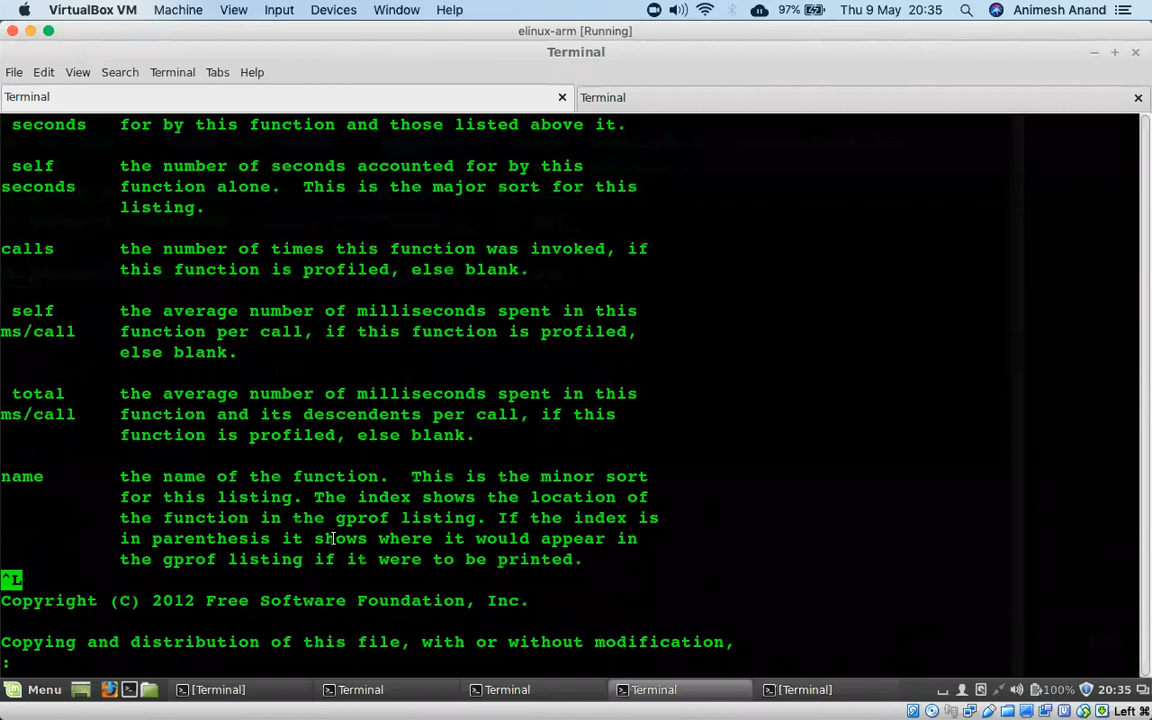 VirtualBox VM Machine View Input Devices Window Help 97% Thu 9 May 20:35 Animesh Anand
elinux-arm [Running]
Terminal
File Edit View Search Terminal Tabs Help
Terminal × Terminal ×
seconds for by this function and those listed above it.
self the number of seconds accounted for by this
seconds function alone. This is the major sort for this
listing.
calls the number of times this function was invoked, if
this function is profiled, else blank.
self the average number of milliseconds spent in this
ms/call function per call, if this function is profiled,
else blank.
total the average number of milliseconds spent in this
ms/call function and its descendents per call, if this
function is profiled, else blank.
name the name of the function. This is the minor sort
for this listing. The index shows the location of
the function in the gprof listing. If the index is
in parenthesis it shows where it would appear in
the gprof listing if it were to be printed.
^L
Copyright (C) 2012 Free Software Foundation, Inc.
Copying and distribution of this file, with or without modification,
:
Menu [Terminal] Terminal Terminal Terminal [Terminal] 100% 20:35
Left ⌘